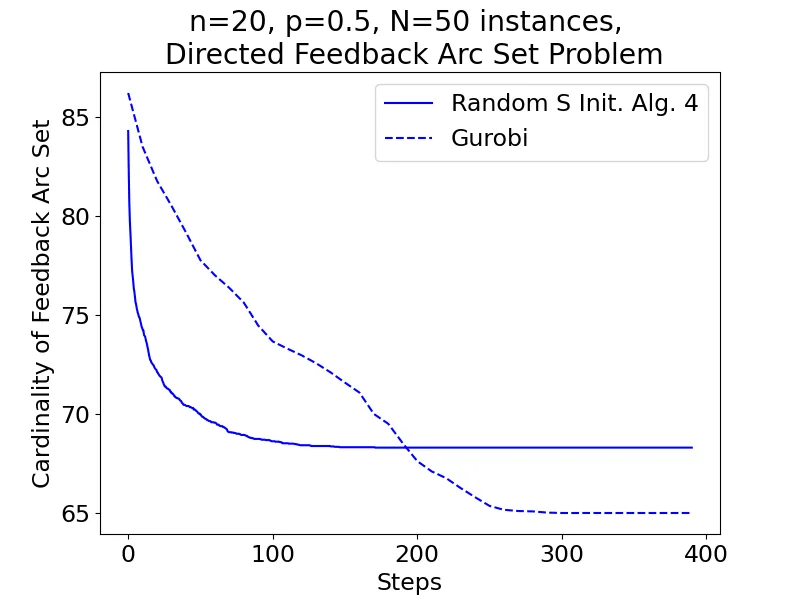 n=20, p=0.5, N=50 instances,
Directed Feedback Arc Set Problem
Random S Init. Alg. 4
Gurobi
Cardinality of Feedback Arc Set
85
80
75
70
65
0 100 200 300 400
Steps